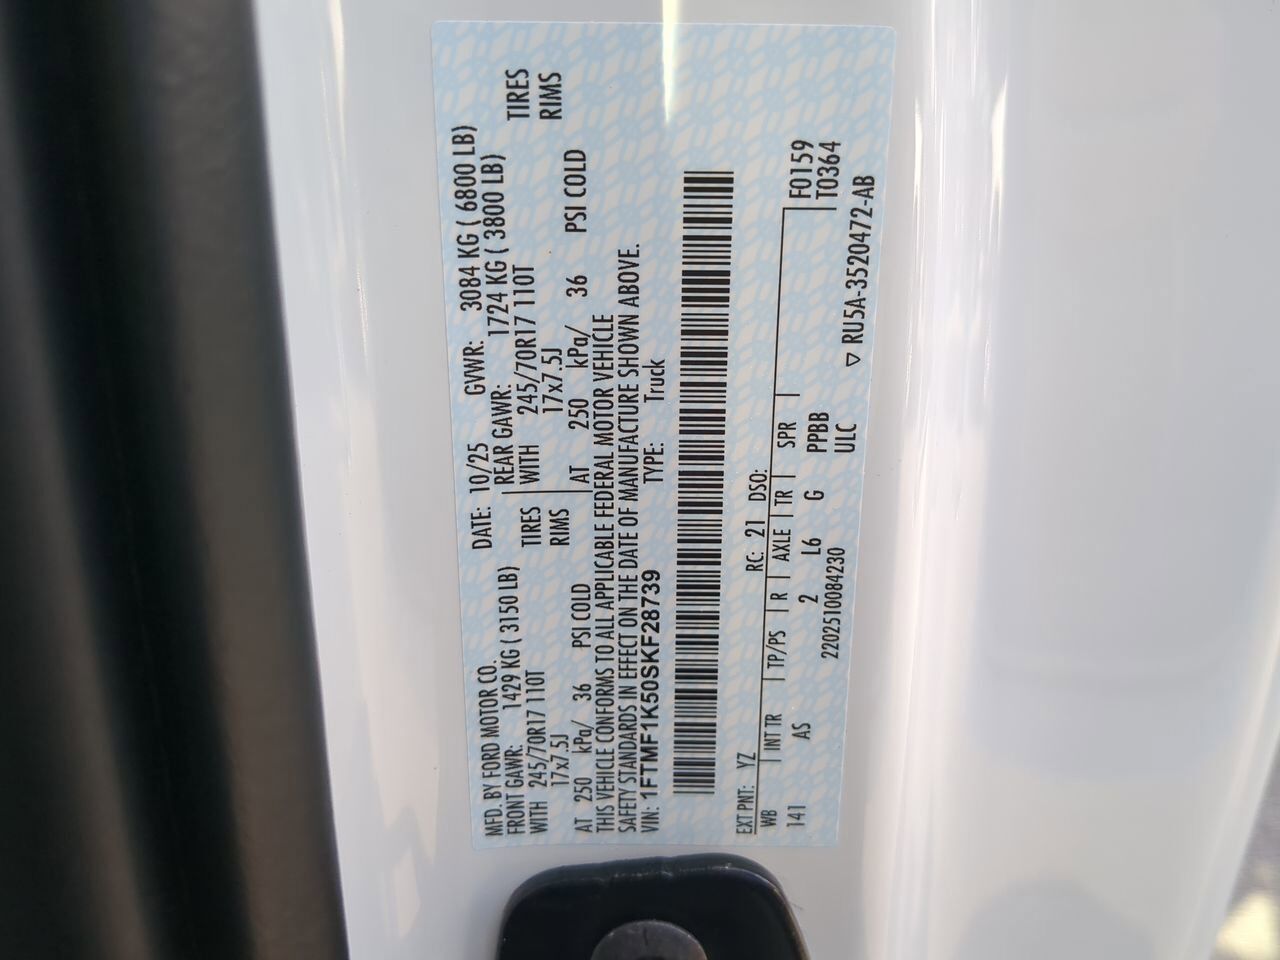 MFD. BY FORD MOTOR CO. DATE: 10/25 GVWR: 3084 KG ( 6800 LB)
FRONT GAWR: 1429 KG ( 3150 LB) REAR GAWR: 1724 KG ( 3800 LB)
WITH 245/70R17 110T TIRES WITH 245/70R17 110T TIRES
17x7.5J RIMS 17x7.5J RIMS
AT 250 kPa/ 36 PSI COLD AT 250 kPa/ 36 PSI COLD
THIS VEHICLE CONFORMS TO ALL APPLICABLE FEDERAL MOTOR VEHICLE
SAFETY STANDARDS IN EFFECT ON THE DATE OF MANUFACTURE SHOWN ABOVE.
VIN: 1FTMF1K50SKF28739 TYPE: Truck
EXT PNT: YZ RC: 21 DSO: F0159
WB INT TR TP/PS R AXLE TR SPR T0364
141 AS 2 L6 G PPBB
2202510084230 ULC
▽ RU5A-3520472-AB